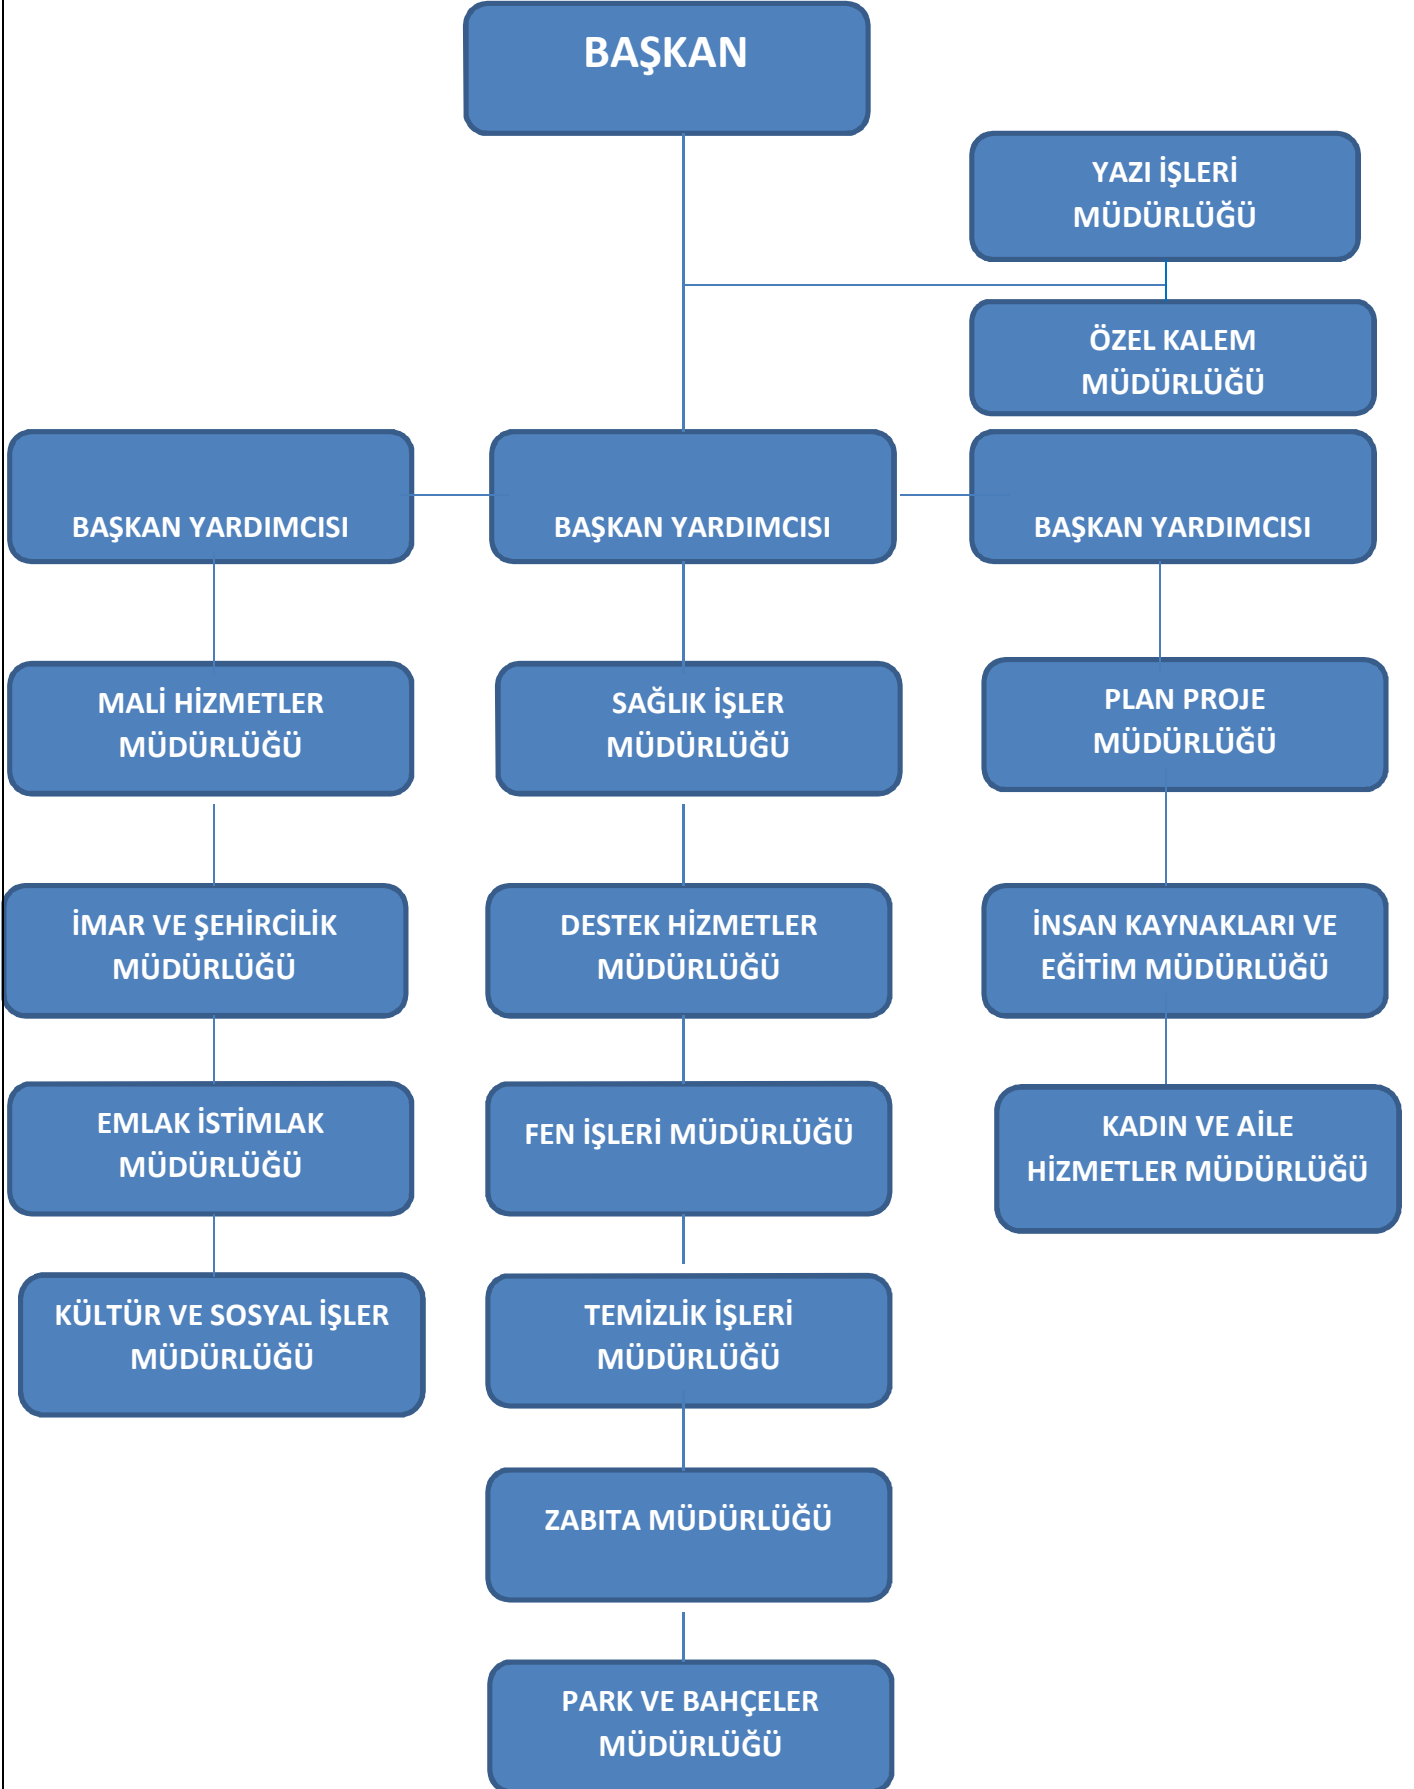 BAŞKAN
YAZI İŞLERİ
MÜDÜRLÜĞÜ
ÖZEL KALEM
MÜDÜRLÜĞÜ
BAŞKAN YARDIMCISI
BAŞKAN YARDIMCISI
BAŞKAN YARDIMCISI
MALİ HİZMETLER
MÜDÜRLÜĞÜ
SAĞLIK İŞLER
MÜDÜRLÜĞÜ
PLAN PROJE
MÜDÜRLÜĞÜ
İMAR VE ŞEHİRCİLİK
MÜDÜRLÜĞÜ
DESTEK HİZMETLER
MÜDÜRLÜĞÜ
İNSAN KAYNAKLARI VE
EĞİTİM MÜDÜRLÜĞÜ
EMLAK İSTİMLAK
MÜDÜRLÜĞÜ
FEN İŞLERİ MÜDÜRLÜĞÜ
KADIN VE AİLE
HİZMETLER MÜDÜRLÜĞÜ
KÜLTÜR VE SOSYAL İŞLER
MÜDÜRLÜĞÜ
TEMİZLİK İŞLERİ
MÜDÜRLÜĞÜ
ZABITA MÜDÜRLÜĞÜ
PARK VE BAHÇELER
MÜDÜRLÜĞÜ